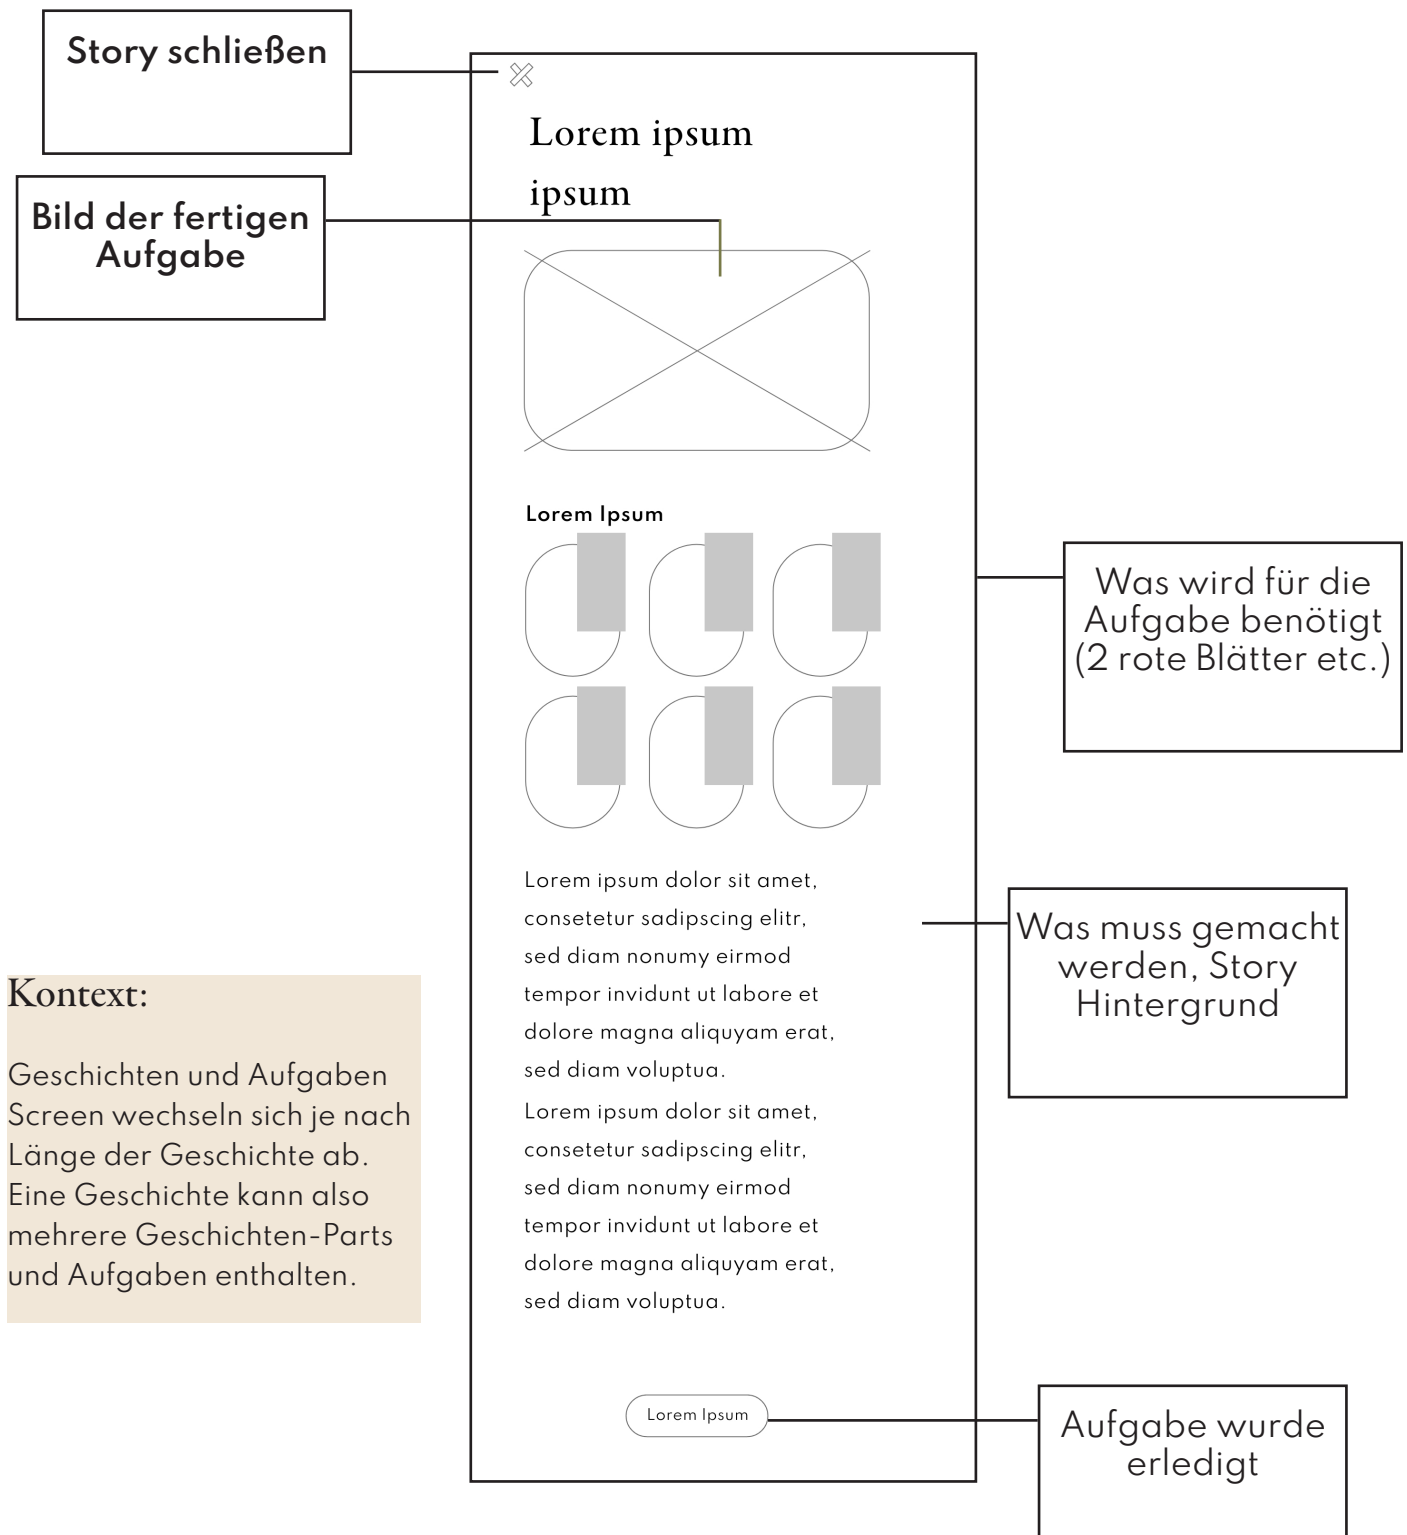 Story schließen
Bild der fertigen
Aufgabe
Lorem ipsum
ipsum
Lorem Ipsum
Was wird für die
Aufgabe benötigt
(2 rote Blätter etc.)
Lorem ipsum dolor sit amet,
consetetur sadipscing elitr,
sed diam nonumy eirmod
tempor invidunt ut labore et
dolore magna aliquyam erat,
sed diam voluptua.
Lorem ipsum dolor sit amet,
consetetur sadipscing elitr,
sed diam nonumy eirmod
tempor invidunt ut labore et
dolore magna aliquyam erat,
sed diam voluptua.
Was muss gemacht
werden, Story
Hintergrund
Kontext:
Geschichten und Aufgaben
Screen wechseln sich je nach
Länge der Geschichte ab.
Eine Geschichte kann also
mehrere Geschichten-Parts
und Aufgaben enthalten.
Lorem Ipsum
Aufgabe wurde
erledigt